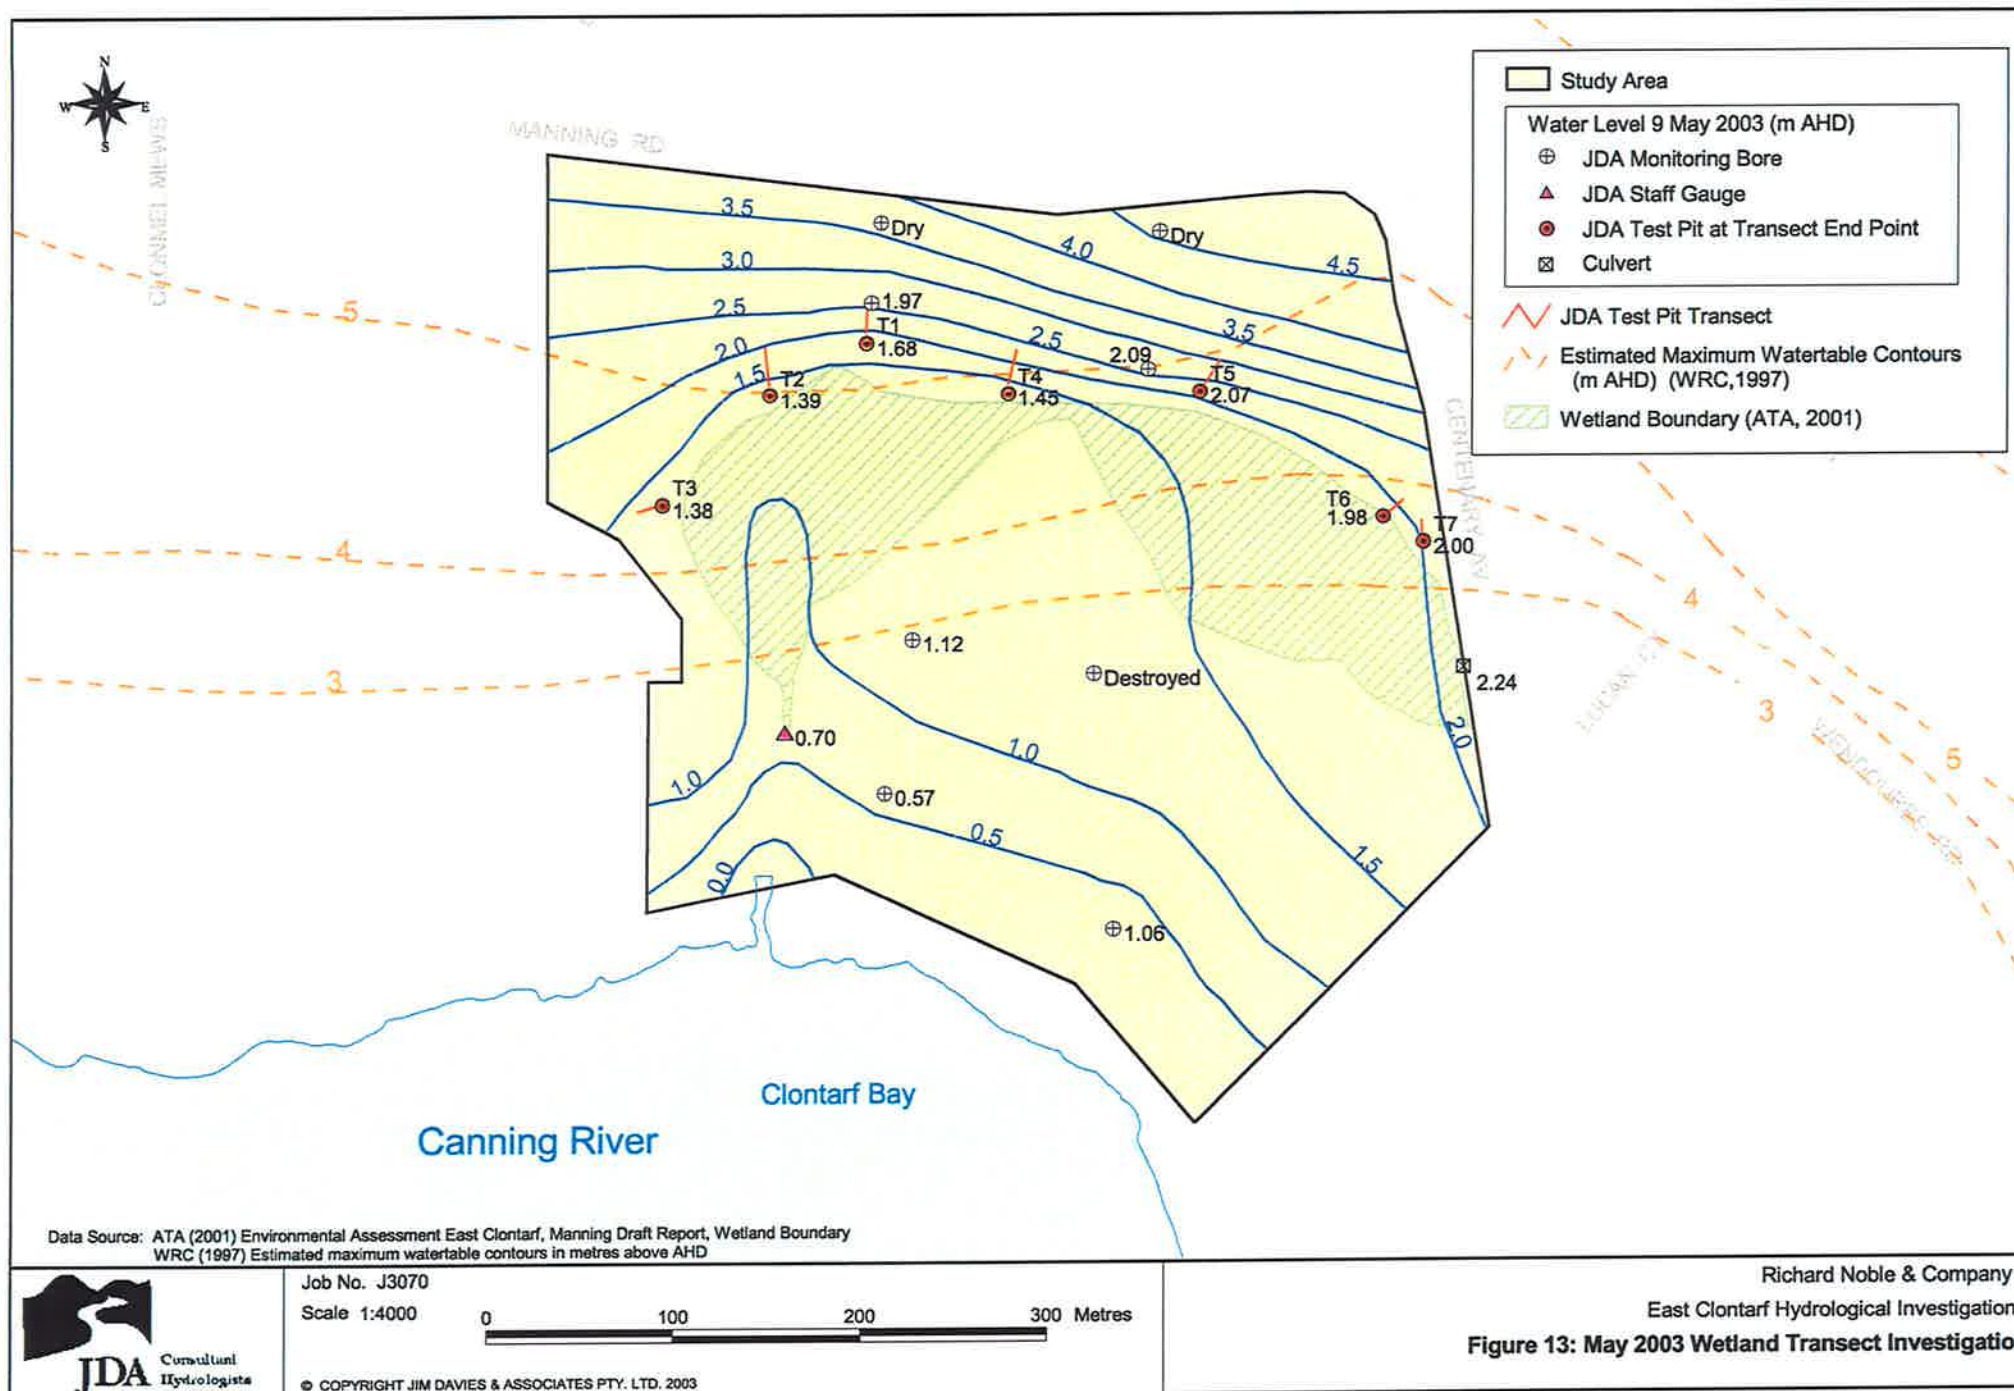 N
W E
S
CLONMEL MEWS
MANNING RD
Study Area
Water Level 9 May 2003 (m AHD)
JDA Monitoring Bore
JDA Staff Gauge
JDA Test Pit at Transect End Point
Culvert
JDA Test Pit Transect
Estimated Maximum Watertable Contours
(m AHD) (WRC,1997)
Wetland Boundary (ATA, 2001)
3.5
Dry
4.0
Dry
4.5
3.0
5
2.5
1.97
T1
1.68
2.5
3.5
2.0
2.09
1.5
T2
1.39
T4
1.45
T5
2.07
CENTENARY AV
T3
1.38
T6
1.98
T7
2.00
4
4
3
1.12
Destroyed
2.24
LUCAN
3
0.70
1.0
2.0
5
1.0
0.57
0.5
1.5
0.0
1.06
Clontarf Bay
Canning River
Data Source: ATA (2001) Environmental Assessment East Clontarf, Manning Draft Report, Wetland Boundary
WRC (1997) Estimated maximum watertable contours in metres above AHD
JDA Consultant
Hydrologists
Job No. J3070
Scale 1:4000
0 100 200 300 Metres
© COPYRIGHT JIM DAVIES & ASSOCIATES PTY. LTD. 2003
Richard Noble & Company
East Clontarf Hydrological Investigation
Figure 13: May 2003 Wetland Transect Investigatio